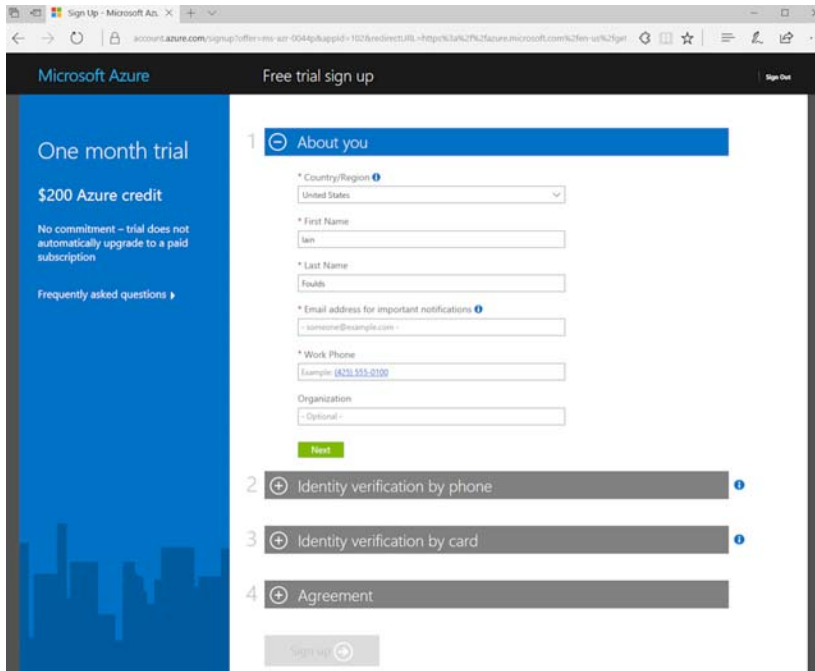 Sign Up - Microsoft Az
account.azure.com/signup?offer=ms-azr-0044p&appId=102&redirectURL=https%3a%2f%2fazure.microsoft.com%2fen-us%2fget
Microsoft Azure
Free trial sign up
Sign Out
One month trial
$200 Azure credit
No commitment – trial does not
automatically upgrade to a paid
subscription
Frequently asked questions
1 About you
* Country/Region
United States
* First Name
Iain
* Last Name
Foulds
* Email address for important notifications
- someone@example.com -
* Work Phone
Example: (425) 555-0100
Organization
- Optional -
Next
2 Identity verification by phone
3 Identity verification by card
4 Agreement
Sign up